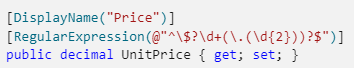 [DisplayName("Price")]
[RegularExpression(@"^\$?\d+(\.(\d{2}))?$")]
public decimal UnitPrice { get; set; }